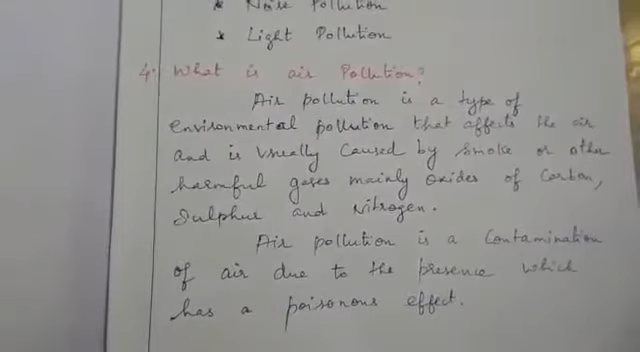 * Noise Pollution
* Light Pollution
4. What is air Pollution?
Air pollution is a type of
environmental pollution that affects the air
and is usually caused by smoke or other
harmful gases mainly oxides of Carbon,
Sulphur and Nitrogen.
Air pollution is a contamination
of air due to the presence which
has a poisonous effect.